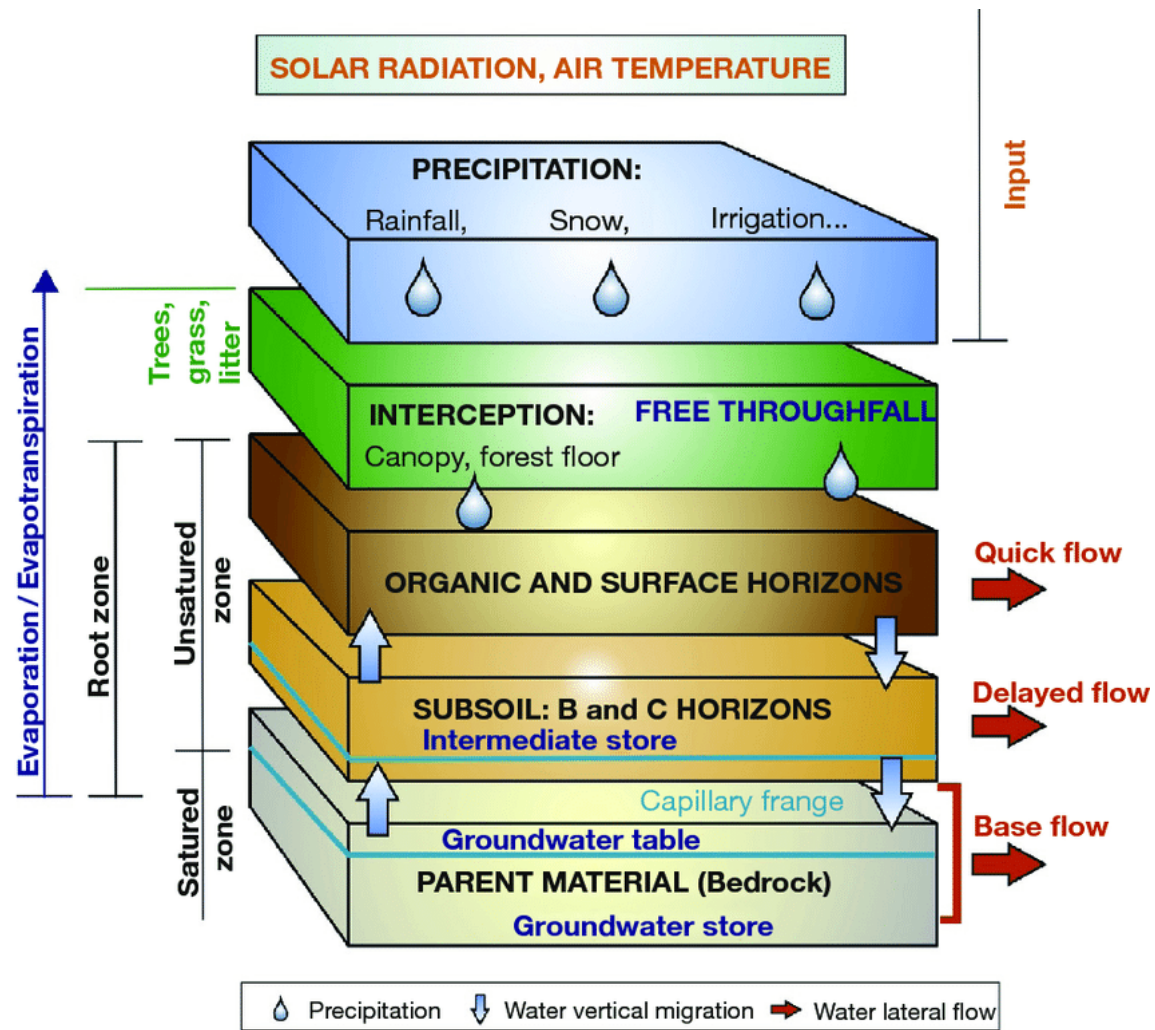 SOLAR RADIATION, AIR TEMPERATURE
Input
PRECIPITATION:
Rainfall, Snow, Irrigation...
Evaporation / Evapotranspiration
Trees,
grass,
litter
INTERCEPTION: FREE THROUGHFALL
Canopy, forest floor
Root zone
Unsatured
zone
ORGANIC AND SURFACE HORIZONS
Quick flow
SUBSOIL: B and C HORIZONS
Intermediate store
Delayed flow
Satured
zone
Capillary frange
Groundwater table
Base flow
PARENT MATERIAL (Bedrock)
Groundwater store
Precipitation Water vertical migration Water lateral flow